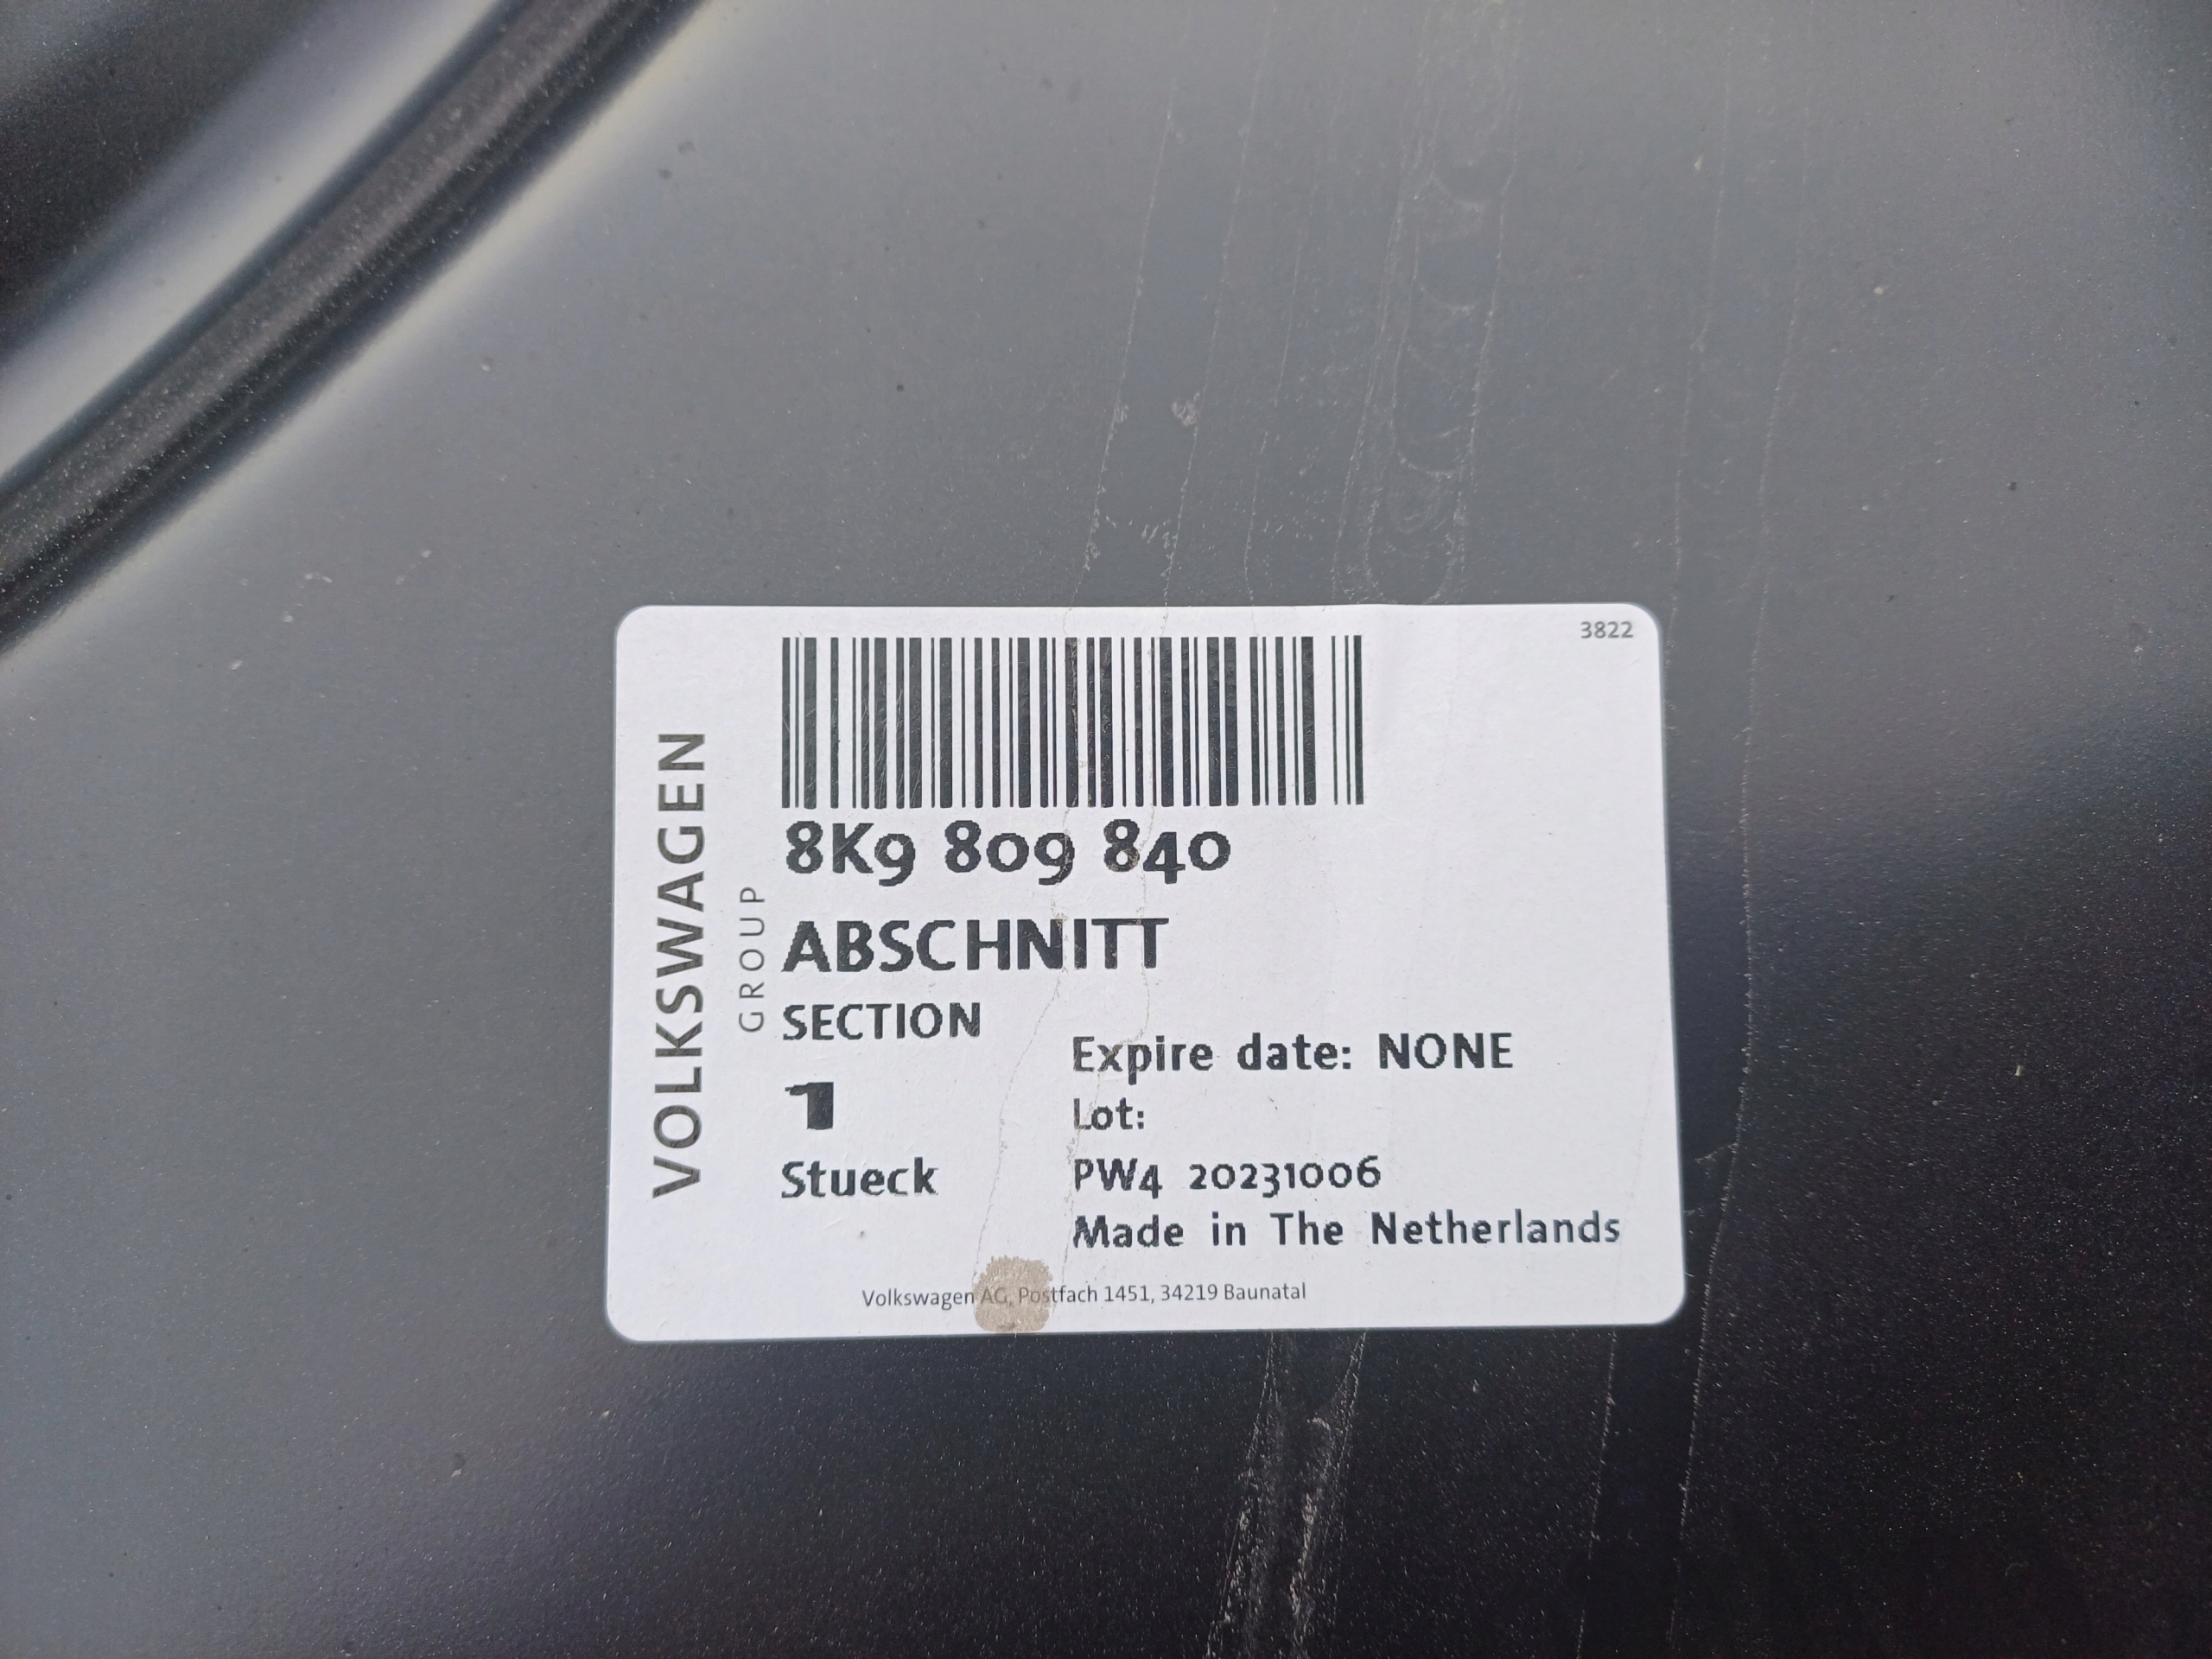 3822
VOLKSWAGEN
GROUP
8K9 809 840
ABSCHNITT
SECTION
1
Stueck
Expire date: NONE
Lot:
PW4 20231006
Made in The Netherlands
Volkswagen AG, Postfach 1451, 34219 Baunatal